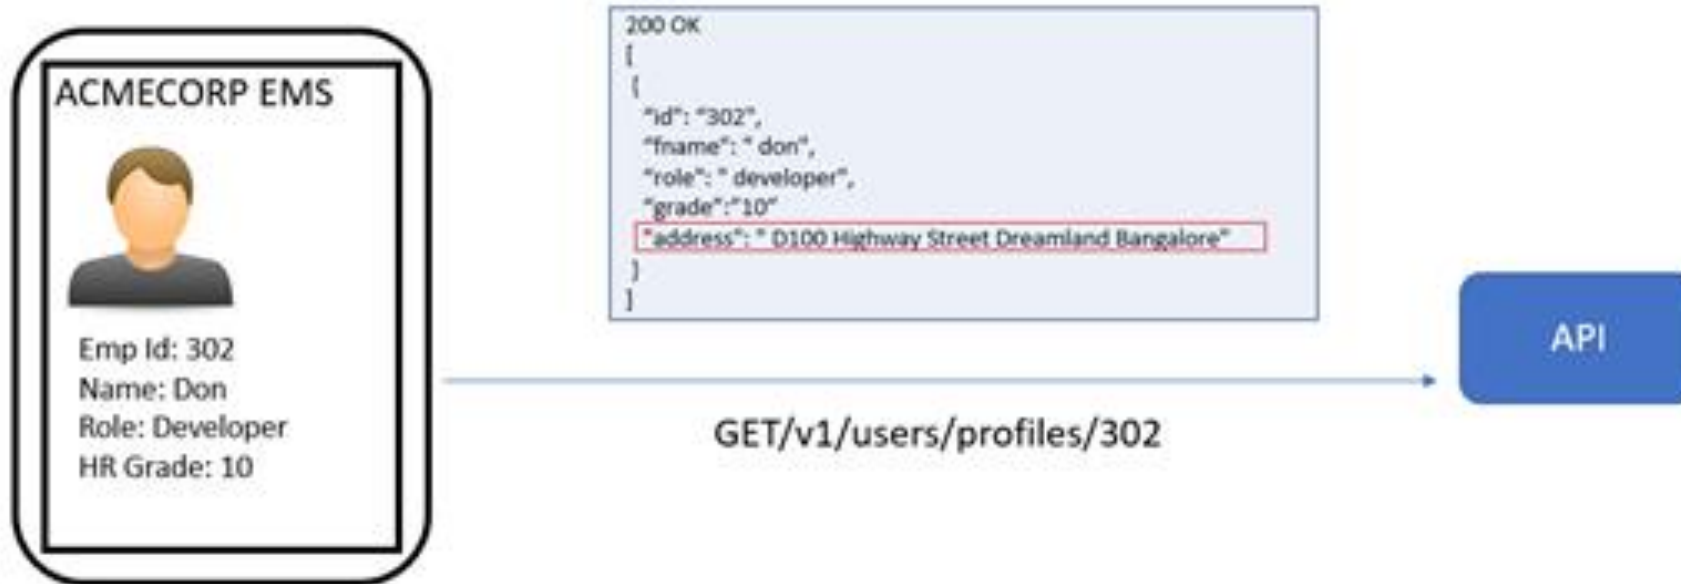 ACMECORP EMS
Emp Id: 302
Name: Don
Role: Developer
HR Grade: 10
200 OK
[
{
"id": "302",
"fname": " don",
"role": " developer",
"grade":"10"
"address": " D100 Highway Street Dreamland Bangalore"
}
]
GET/v1/users/profiles/302
API